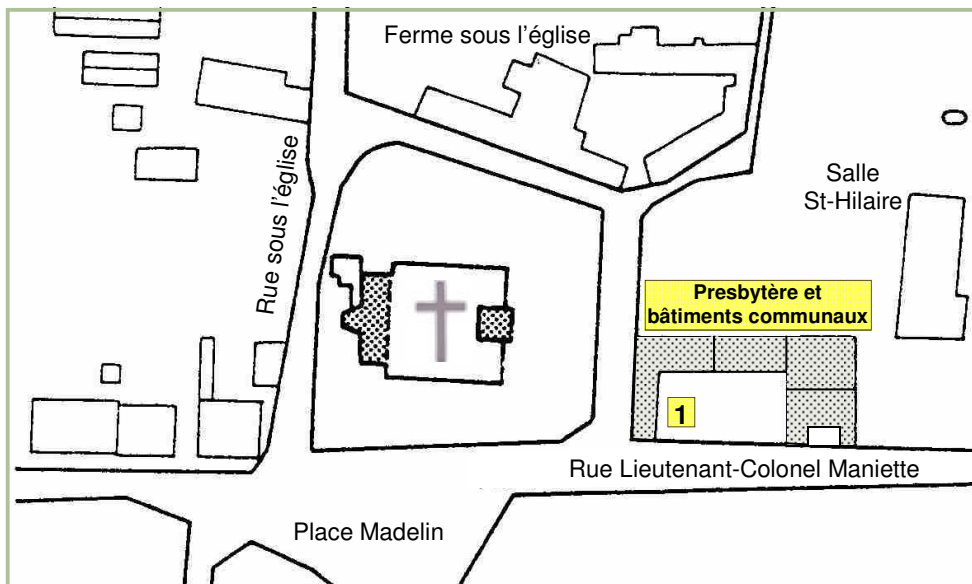 Ferme sous l'église
Rue sous l'église
Salle
St-Hilaire
Presbytère et
bâtiments communaux
1
Rue Lieutenant-Colonel Maniette
Place Madelin